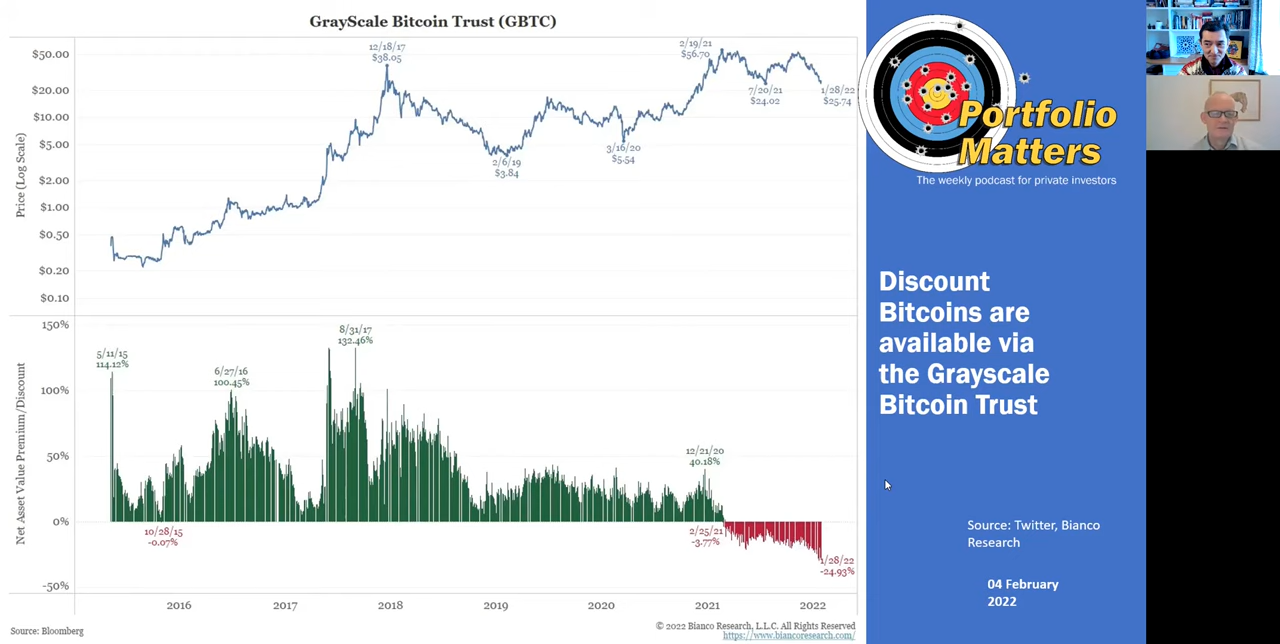 GrayScale Bitcoin Trust (GBTC)
Price (Log Scale)
$50.00
$20.00
$10.00
$5.00
$2.00
$1.00
$0.50
$0.20
$0.10
12/18/17
$38.05
2/6/19
$3.84
3/16/20
$5.54
2/19/21
$56.70
7/20/21
$24.02
1/28/22
$25.74
Net Asset Value Premium/Discount
150%
100%
50%
0%
-50%
5/11/15
114.12%
10/28/15
-0.07%
6/27/16
100.45%
8/31/17
132.46%
12/21/20
40.18%
2/25/21
-3.77%
1/28/22
-24.93%
2016
2017
2018
2019
2020
2021
2022
Source: Bloomberg
© 2022 Bianco Research, L.L.C. All Rights Reserved
https://www.biancoresearch.com/
Portfolio
Matters
The weekly podcast for private investors
Discount
Bitcoins are
available via
the Grayscale
Bitcoin Trust
Source: Twitter, Bianco
Research
04 February
2022